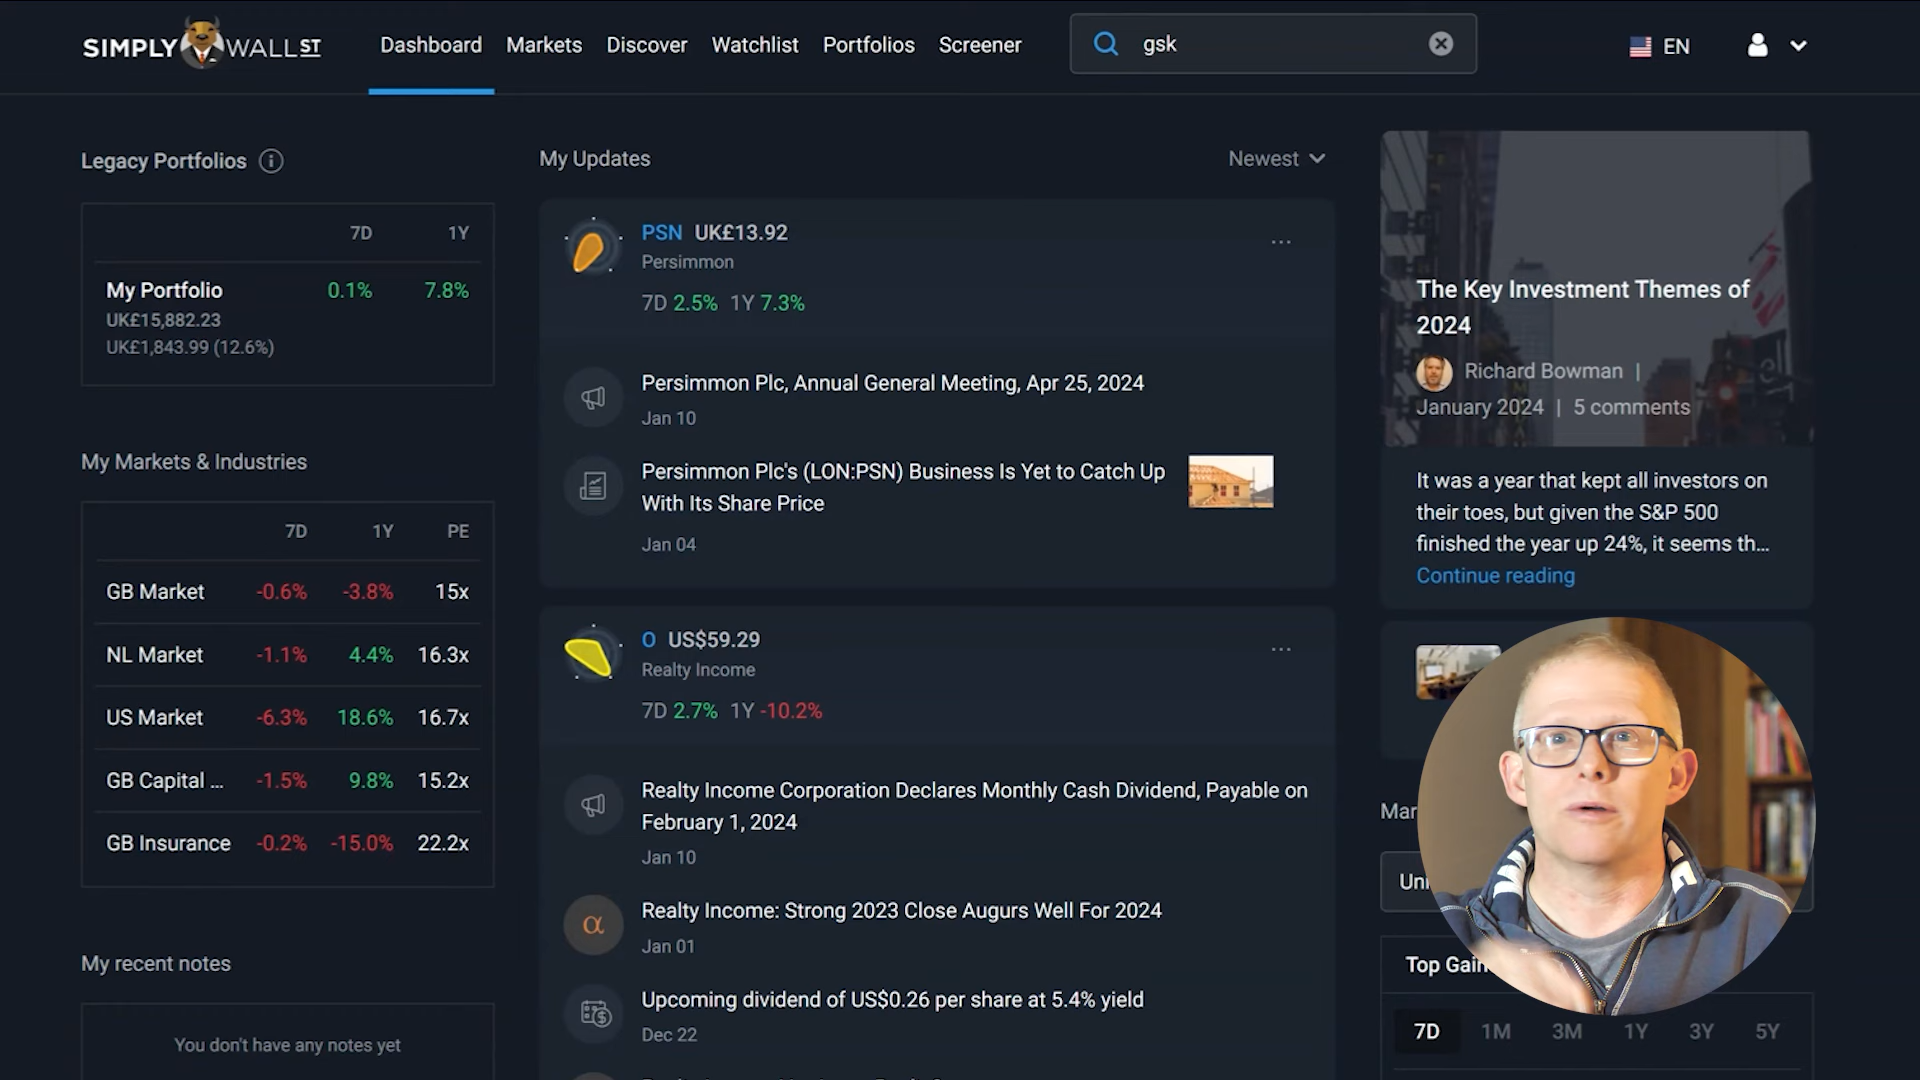 SIMPLY WALLST
Dashboard
Markets
Discover
Watchlist
Portfolios
Screener
gsk
EN
Legacy Portfolios
7D 1Y
My Portfolio 0.1% 7.8%
UK£15,882.23
UK£1,843.99 (12.6%)
My Markets & Industries
7D 1Y PE
GB Market -0.6% -3.8% 15x
NL Market -1.1% 4.4% 16.3x
US Market -6.3% 18.6% 16.7x
GB Capital ... -1.5% 9.8% 15.2x
GB Insurance -0.2% -15.0% 22.2x
My recent notes
You don't have any notes yet
My Updates
Newest
PSN UK£13.92
Persimmon
7D 2.5% 1Y 7.3%
Persimmon Plc, Annual General Meeting, Apr 25, 2024
Jan 10
Persimmon Plc's (LON:PSN) Business Is Yet to Catch Up
With Its Share Price
Jan 04
O US$59.29
Realty Income
7D 2.7% 1Y -10.2%
Realty Income Corporation Declares Monthly Cash Dividend, Payable on
February 1, 2024
Jan 10
α
Realty Income: Strong 2023 Close Augurs Well For 2024
Jan 01
Upcoming dividend of US$0.26 per share at 5.4% yield
Dec 22
The Key Investment Themes of
2024
Richard Bowman |
January 2024 | 5 comments
It was a year that kept all investors on
their toes, but given the S&P 500
finished the year up 24%, it seems th...
Continue reading
Mar
Uni
Top Gain
7D 1M 3M 1Y 3Y 5Y